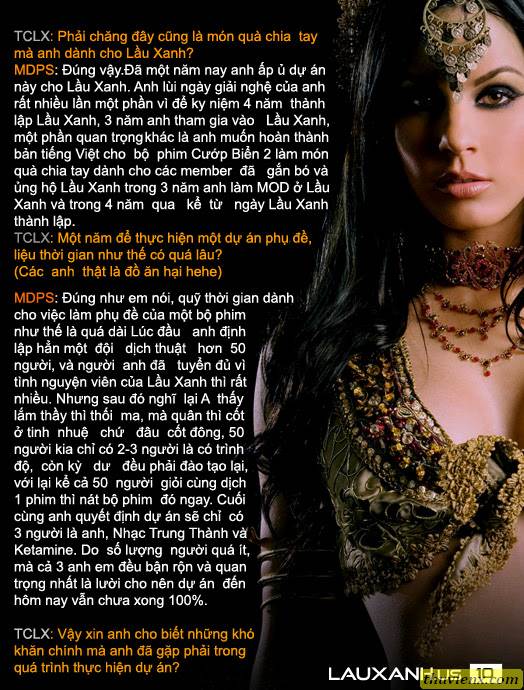 TCLX: Phải chăng đây cũng là món quà chia tay
mà anh dành cho Lầu Xanh?
MDPS: Đúng vậy.Đã một năm nay anh ấp ủ dự án
này cho Lầu Xanh. Anh lùi ngày giải nghệ của anh
rất nhiều lần một phần vì để ky niệm 4 năm thành
lập Lầu Xanh, 3 năm anh tham gia vào Lầu Xanh,
một phần quan trọng khác là anh muốn hoàn thành
bản tiếng Việt cho bộ phim Cướp Biển 2 làm món
quà chia tay dành cho các member đã gắn bó và
ủng hộ Lầu Xanh trong 3 năm anh làm MOD ở Lầu
Xanh và trong 4 năm qua kể từ ngày Lầu Xanh
thành lập.
TCLX: Một năm để thực hiện một dự án phụ đề,
liệu thời gian như thế có quá lâu?
(Các anh thật là đồ ăn hại hehe)
MDPS: Đúng như em nói, quỹ thời gian dành
cho việc làm phụ đề của một bộ phim
như thế là quá dài Lúc đầu anh định
lập hẳn một đội dịch thuật hơn 50
người, và người anh đã tuyển đủ vì
tình nguyện viên của Lầu Xanh thì rất
nhiều. Nhưng sau đó nghĩ lại A thấy
lắm thầy thì thối ma, mà quân thì cốt
ở tinh nhuệ chứ đâu cốt đông, 50
người kia chỉ có 2-3 người là có trình
độ, còn kỳ dư đều phải đào tạo lại,
với lại kể cả 50 người giỏi cùng dịch
1 phim thì nát bộ phim đó ngay. Cuối
cùng anh quyết định dự án sẽ chỉ có
3 người là anh, Nhạc Trung Thành và
Ketamine. Do số lượng người quá ít,
mà cả 3 anh em đều bận rộn và quan
trọng nhất là lười cho nên dự án đến
hôm nay vẫn chưa xong 100%.
TCLX: Vậy xin anh cho biết những khó
khăn chính mà anh đã gặp phải trong
quá trình thực hiện dự án?
LAUXANH.US 10
thuvienx.com